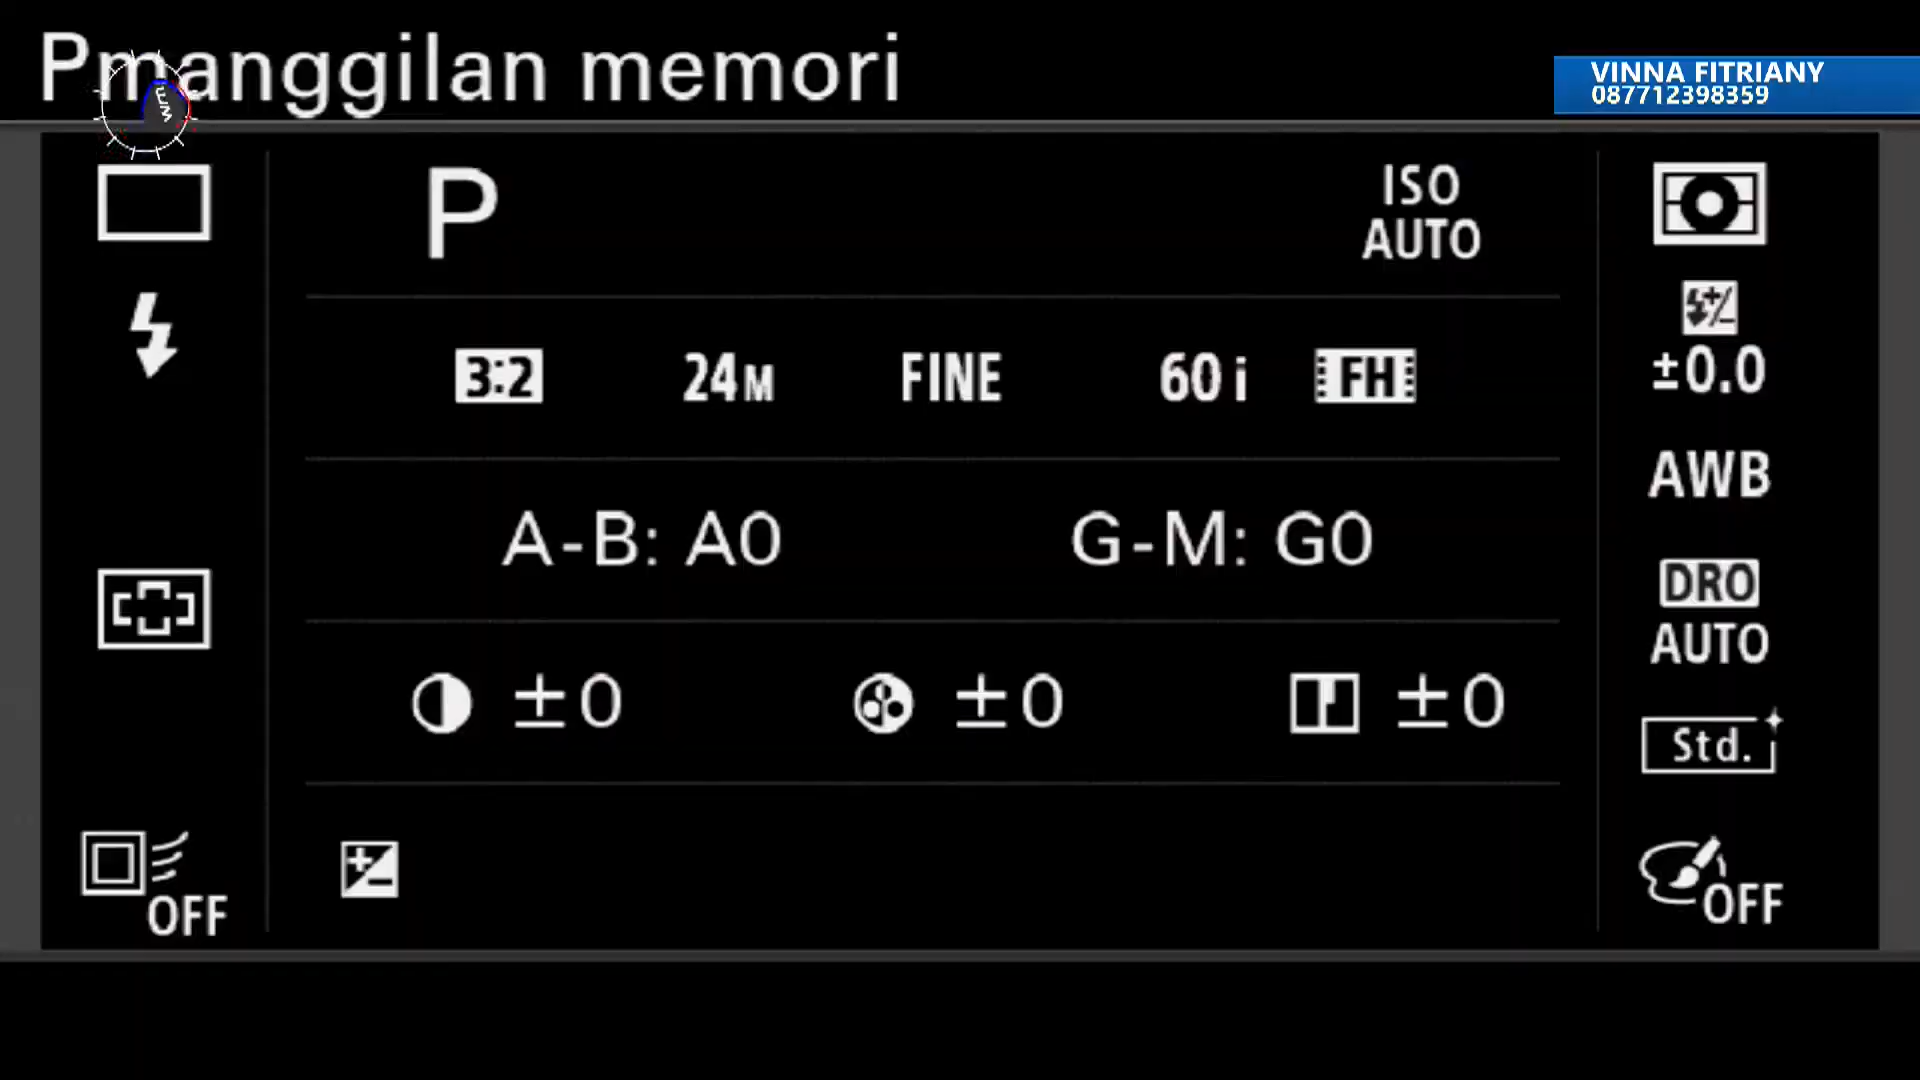 Pmanggilan memori
VINNA FITRIANY
087712398359
P
ISO
AUTO
3:2 24M FINE 60i FH
±0.0
AWB
A-B: A0 G-M: G0
DRO
AUTO
±0 ±0 ±0
Std.
OFF
OFF